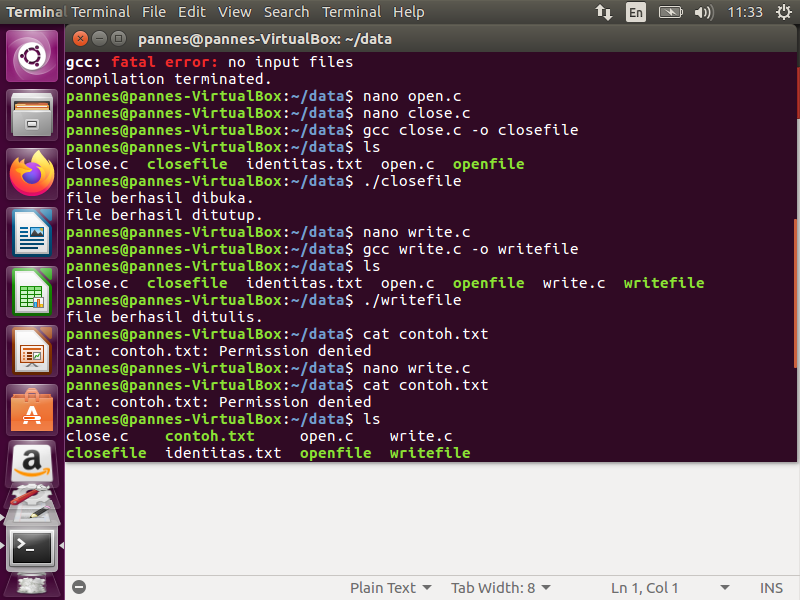 Terminal Terminal File Edit View Search Terminal Help En 11:33
pannes@pannes-VirtualBox: ~/data
gcc: fatal error: no input files
compilation terminated.
pannes@pannes-VirtualBox:~/data$ nano open.c
pannes@pannes-VirtualBox:~/data$ nano close.c
pannes@pannes-VirtualBox:~/data$ gcc close.c -o closefile
pannes@pannes-VirtualBox:~/data$ ls
close.c  closefile  identitas.txt  open.c  openfile
pannes@pannes-VirtualBox:~/data$ ./closefile
file berhasil dibuka.
file berhasil ditutup.
pannes@pannes-VirtualBox:~/data$ nano write.c
pannes@pannes-VirtualBox:~/data$ gcc write.c -o writefile
pannes@pannes-VirtualBox:~/data$ ls
close.c  closefile  identitas.txt  open.c  openfile  write.c  writefile
pannes@pannes-VirtualBox:~/data$ ./writefile
file berhasil ditulis.
pannes@pannes-VirtualBox:~/data$ cat contoh.txt
cat: contoh.txt: Permission denied
pannes@pannes-VirtualBox:~/data$ nano write.c
pannes@pannes-VirtualBox:~/data$ cat contoh.txt
cat: contoh.txt: Permission denied
pannes@pannes-VirtualBox:~/data$ ls
close.c    contoh.txt     open.c    write.c
closefile  identitas.txt  openfile  writefile
Plain Text Tab Width: 8 Ln 1, Col 1 INS